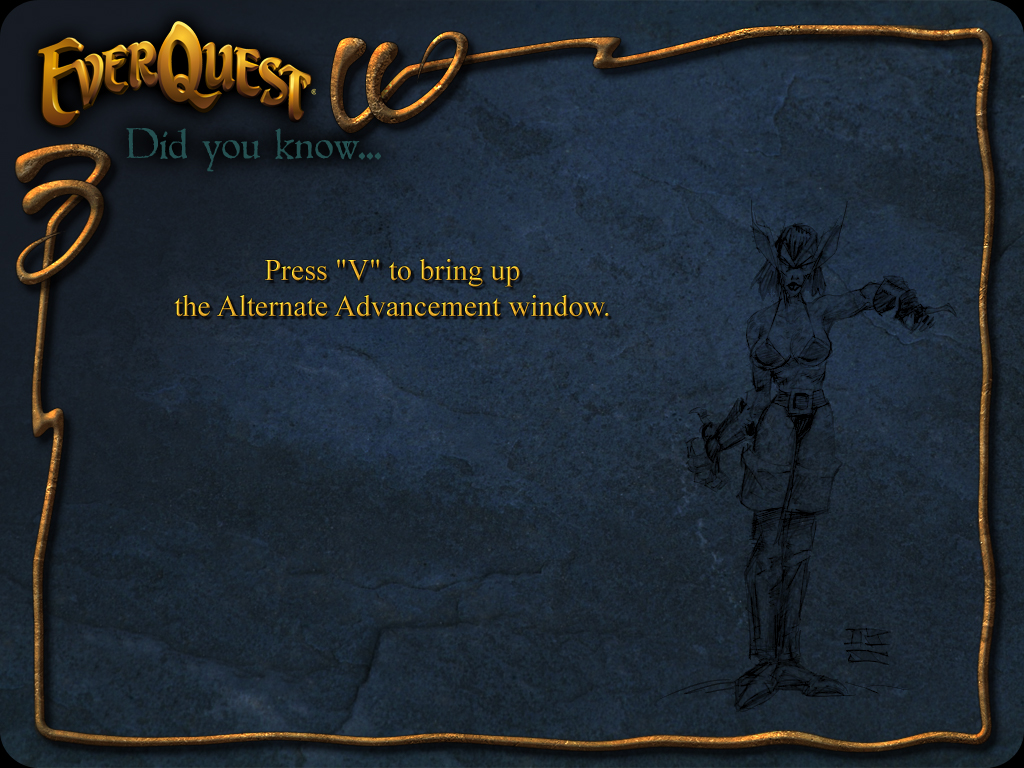 EverQuest
Did you know...
Press "V" to bring up
the Alternate Advancement window.